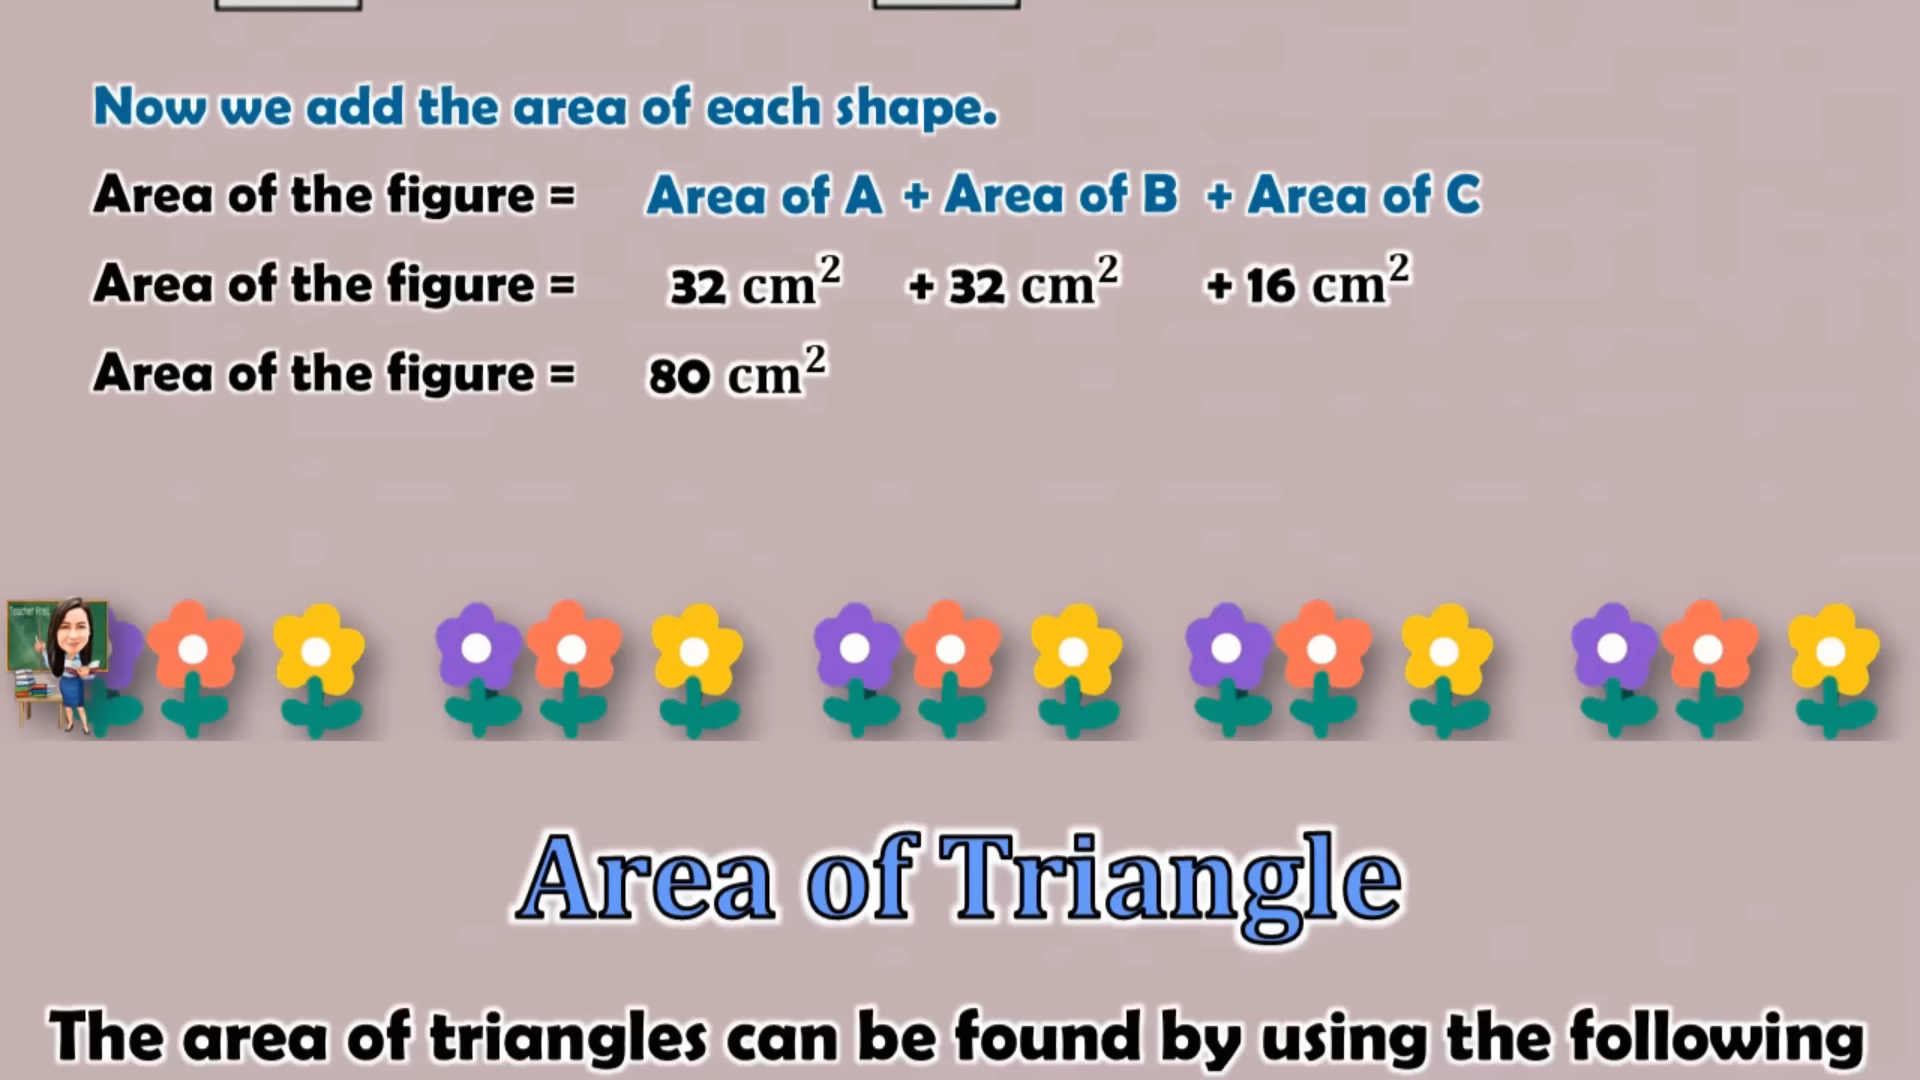 Now we add the area of each shape.
Area of the figure = Area of A + Area of B + Area of C
Area of the figure = 32 cm² + 32 cm² + 16 cm²
Area of the figure = 80 cm²
Area of Triangle
The area of triangles can be found by using the following